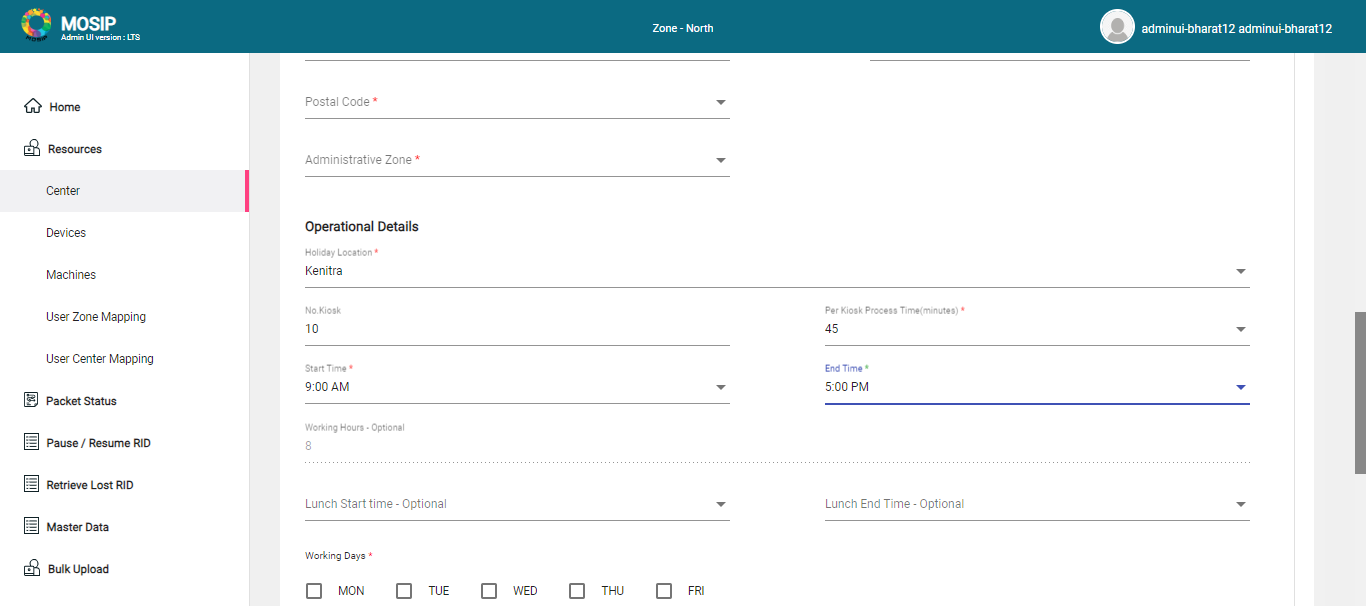 MOSIP
Admin UI version : LTS
Zone - North
adminui-bharat12 adminui-bharat12
Home
Resources
Center
Devices
Machines
User Zone Mapping
User Center Mapping
Packet Status
Pause / Resume RID
Retrieve Lost RID
Master Data
Bulk Upload
Postal Code *
Administrative Zone *
Operational Details
Holiday Location *
Kenitra
No.Kiosk
10
Per Kiosk Process Time(minutes) *
45
Start Time *
9:00 AM
End Time *
5:00 PM
Working Hours - Optional
8
Lunch Start time - Optional
Lunch End Time - Optional
Working Days *
MON TUE WED THU FRI